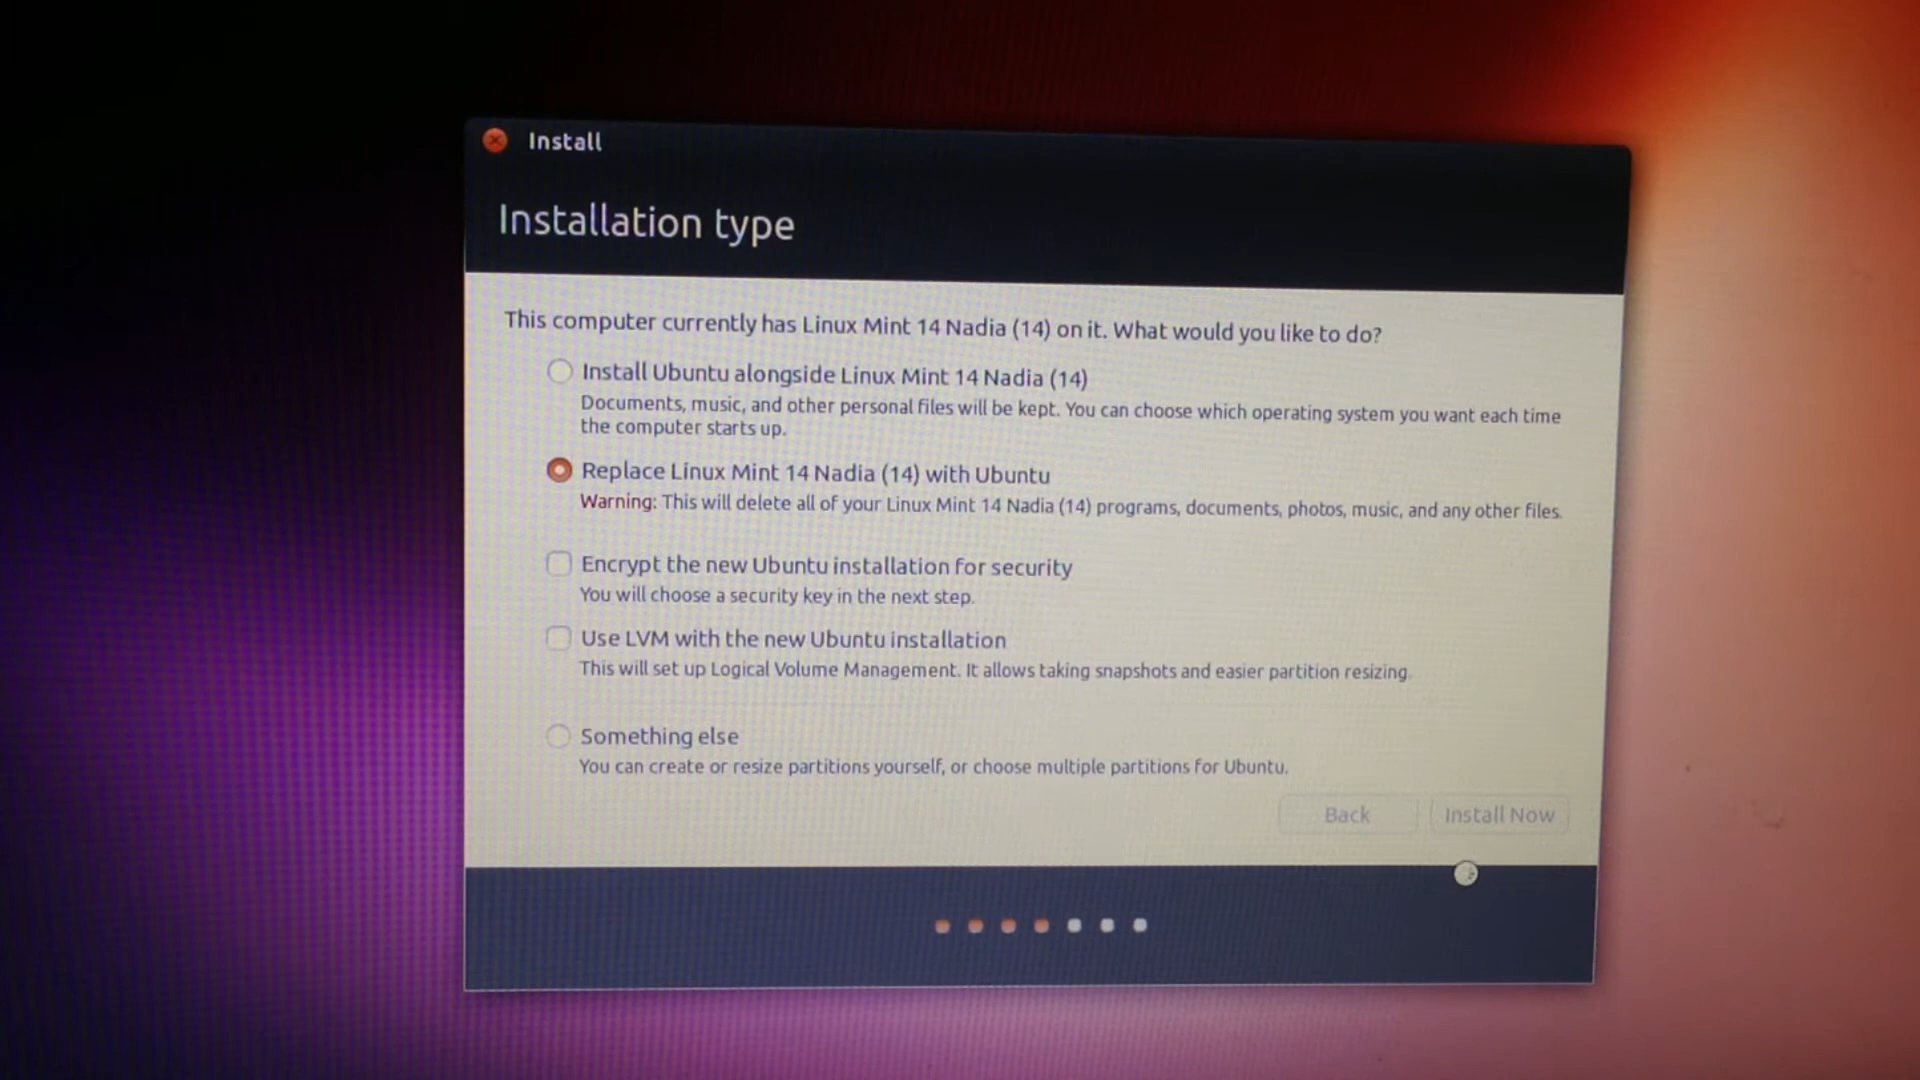 Install
Installation type
This computer currently has Linux Mint 14 Nadia (14) on it. What would you like to do?
Install Ubuntu alongside Linux Mint 14 Nadia (14)
Documents, music, and other personal files will be kept. You can choose which operating system you want each time
the computer starts up.
Replace Linux Mint 14 Nadia (14) with Ubuntu
Warning: This will delete all of your Linux Mint 14 Nadia (14) programs, documents, photos, music, and any other files.
Encrypt the new Ubuntu installation for security
You will choose a security key in the next step.
Use LVM with the new Ubuntu installation
This will set up Logical Volume Management. It allows taking snapshots and easier partition resizing.
Something else
You can create or resize partitions yourself, or choose multiple partitions for Ubuntu.
Back Install Now